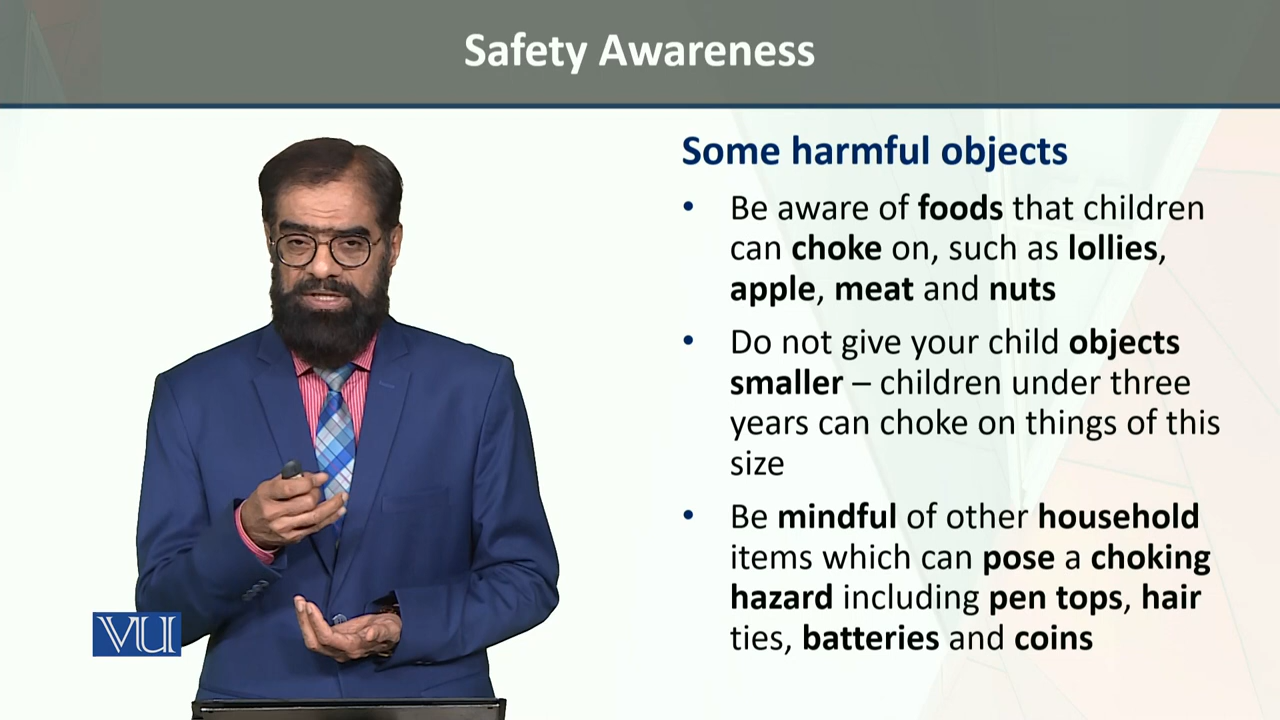 Safety Awareness
Some harmful objects
• Be aware of foods that children
can choke on, such as lollies,
apple, meat and nuts
• Do not give your child objects
smaller – children under three
years can choke on things of this
size
• Be mindful of other household
items which can pose a choking
hazard including pen tops, hair
ties, batteries and coins
VU